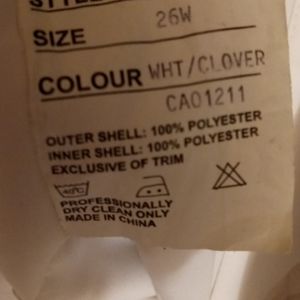 STYLE
SIZE 26W
COLOUR WHT/CLOVER
CA01211
OUTER SHELL: 100% POLYESTER
INNER SHELL: 100% POLYESTER
EXCLUSIVE OF TRIM
40°C
PROFESSIONALLY
DRY CLEAN ONLY
MADE IN CHINA